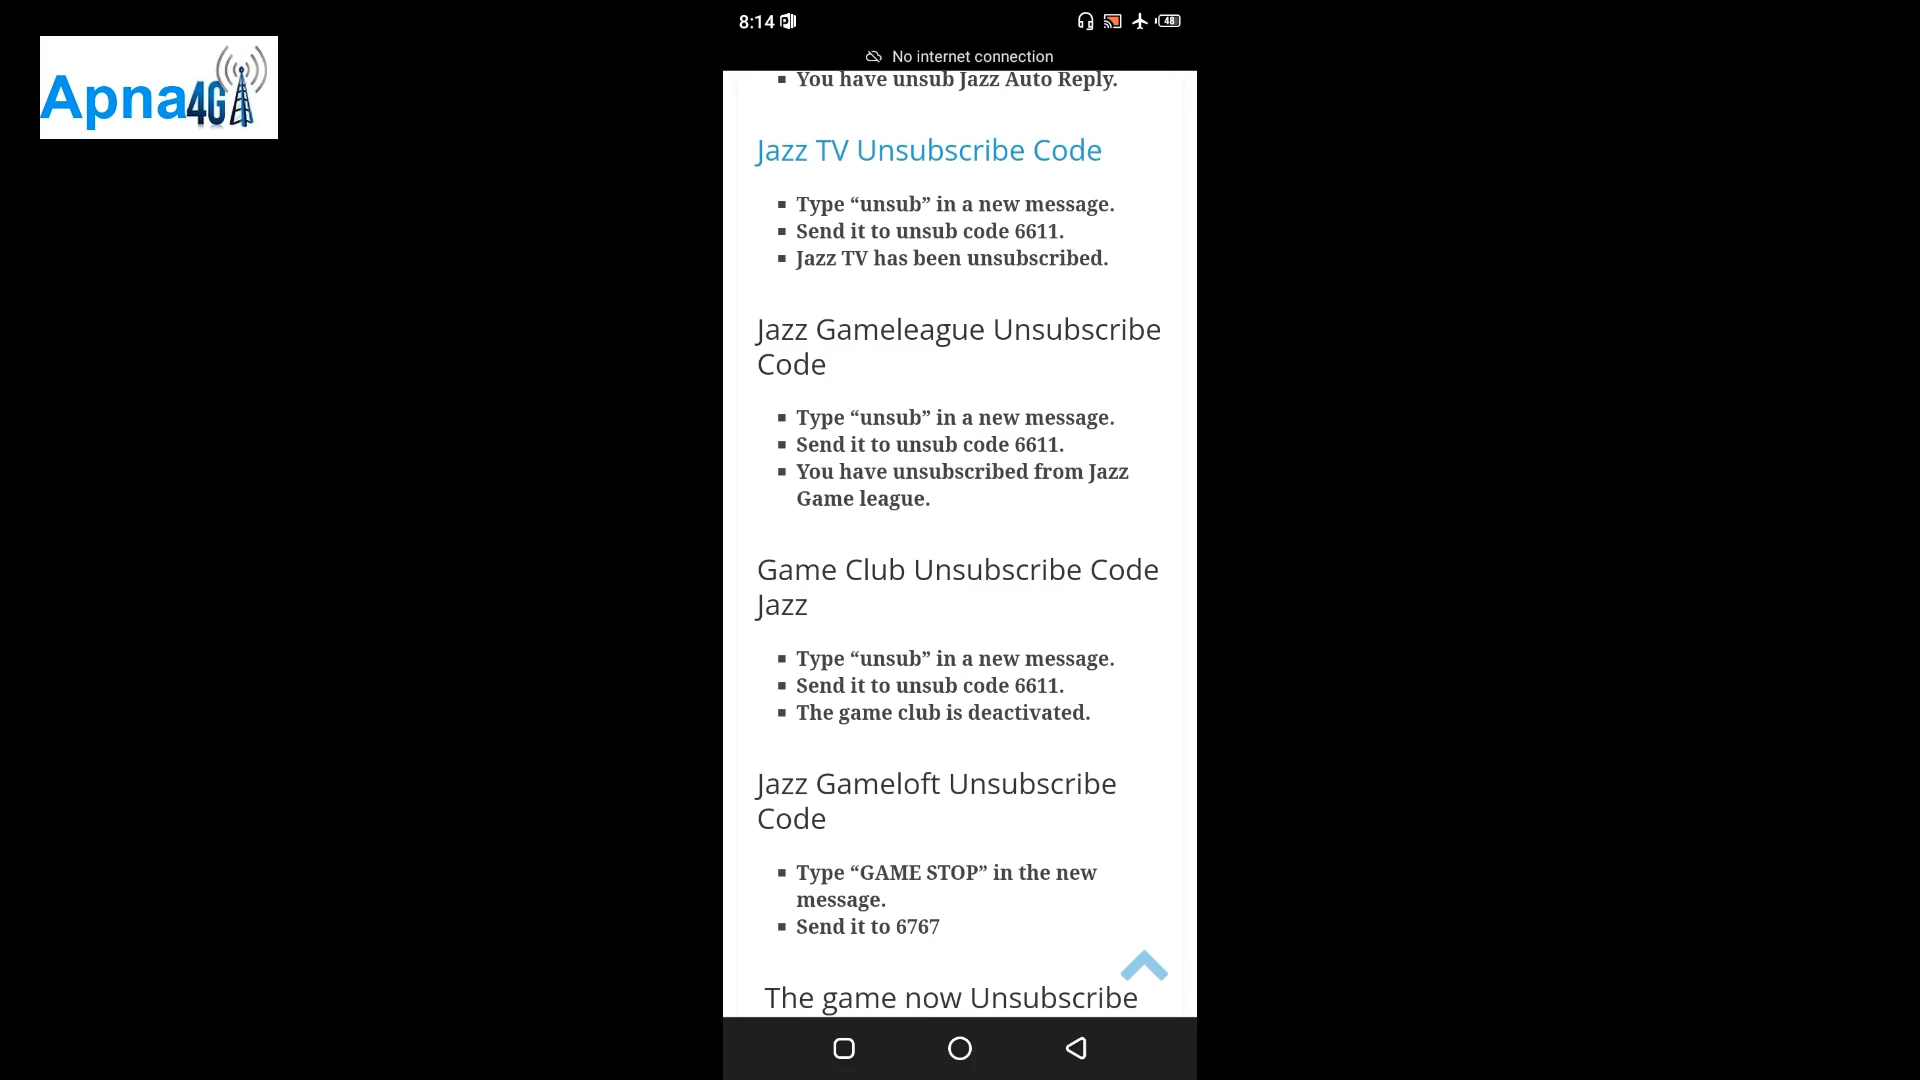 Apna4G
8:14
48
No internet connection
You have unsub Jazz Auto Reply.
Jazz TV Unsubscribe Code
Type “unsub” in a new message.
Send it to unsub code 6611.
Jazz TV has been unsubscribed.
Jazz Gameleague Unsubscribe
Code
Type “unsub” in a new message.
Send it to unsub code 6611.
You have unsubscribed from Jazz
Game league.
Game Club Unsubscribe Code
Jazz
Type “unsub” in a new message.
Send it to unsub code 6611.
The game club is deactivated.
Jazz Gameloft Unsubscribe
Code
Type “GAME STOP” in the new
message.
Send it to 6767
The game now Unsubscribe